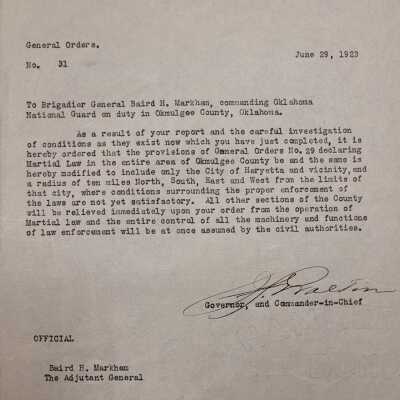 General Orders.
June 29, 1923
No. 31
To Brigadier General Baird H. Markham, commanding Oklahoma
National Guard on duty in Okmulgee County, Oklahoma.
As a result of your report and the careful investigation
of conditions as they exist now which you have just completed, it is
hereby ordered that the provisions of General Orders No. 29 declaring
Martial Law in the entire area of Okmulgee County be and the same is
hereby modified to include only the City of Henryetta and vicinity, and
a radius of ten miles North, South, East and West from the limits of
that city, where conditions surrounding the proper enforcement of
the laws are not yet satisfactory. All other sections of the County
will be relieved immediately upon your order from the operation of
Martial law and the entire control of all the machinery and functions
of law enforcement will be at once assumed by the civil authorities.
J. Walton
Governor, and Commander-in-Chief
OFFICIAL
Baird H. Markham
The Adjutant General